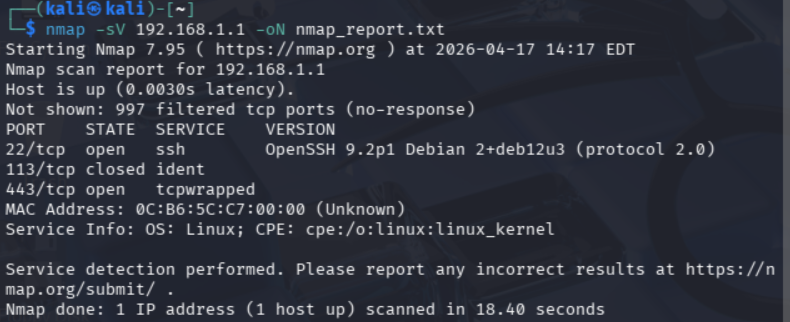 ┌──(kali㉿kali)-[~]
└─$ nmap -sV 192.168.1.1 -oN nmap_report.txt
Starting Nmap 7.95 ( https://nmap.org ) at 2026-04-17 14:17 EDT
Nmap scan report for 192.168.1.1
Host is up (0.0030s latency).
Not shown: 997 filtered tcp ports (no-response)
PORT    STATE  SERVICE    VERSION
22/tcp  open   ssh        OpenSSH 9.2p1 Debian 2+deb12u3 (protocol 2.0)
113/tcp closed ident
443/tcp open   tcpwrapped
MAC Address: 0C:B6:5C:C7:00:00 (Unknown)
Service Info: OS: Linux; CPE: cpe:/o:linux:linux_kernel

Service detection performed. Please report any incorrect results at https://n
map.org/submit/ .
Nmap done: 1 IP address (1 host up) scanned in 18.40 seconds